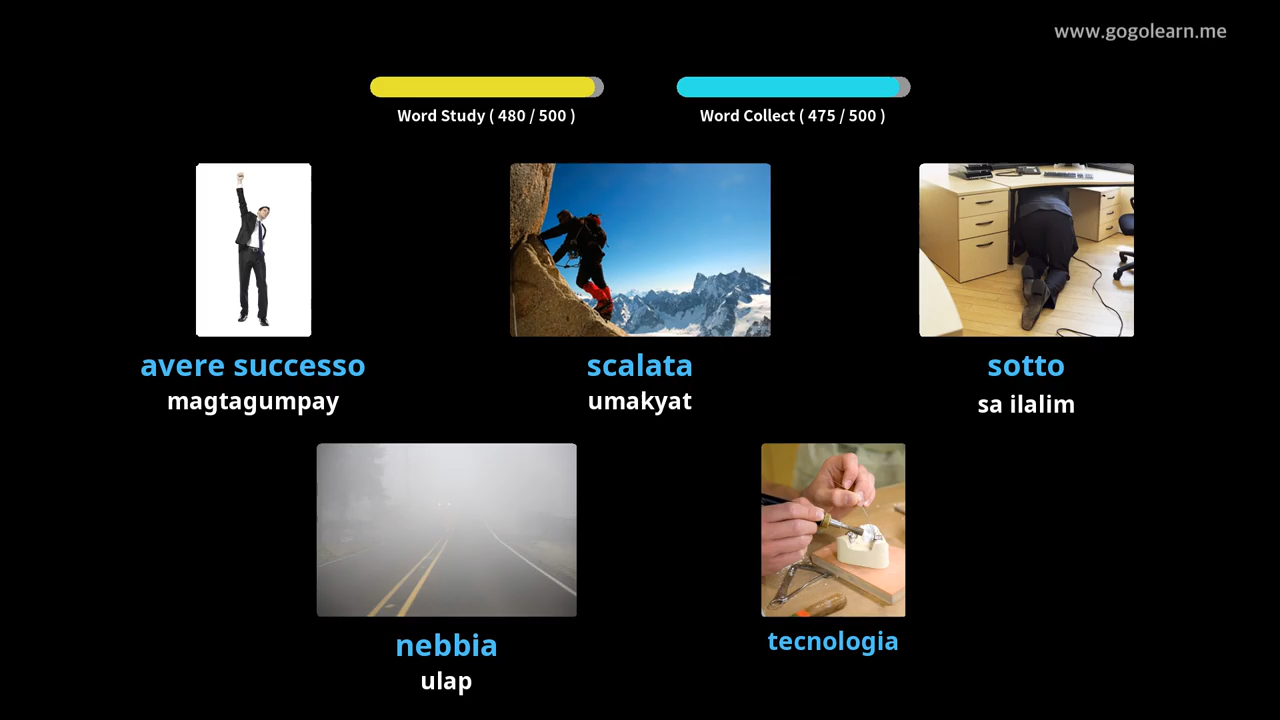 www.gogolearn.me
Word Study ( 480 / 500 )
Word Collect ( 475 / 500 )
avere successo
magtagumpay
scalata
umakyat
sotto
sa ilalim
nebbia
ulap
tecnologia